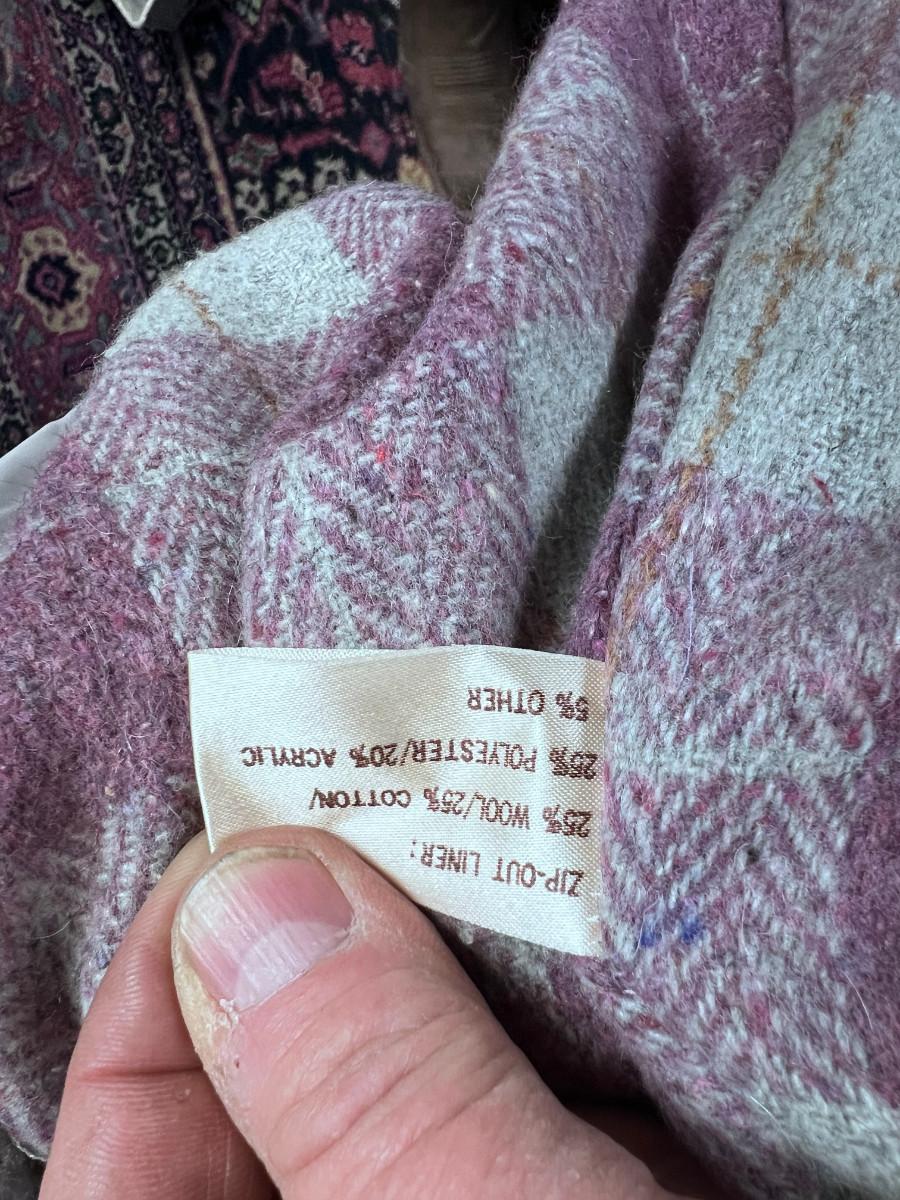 ZIP-OUT LINER:
25% WOOL/25% COTTON/
25% POLYESTER/20% ACRYLIC
5% OTHER